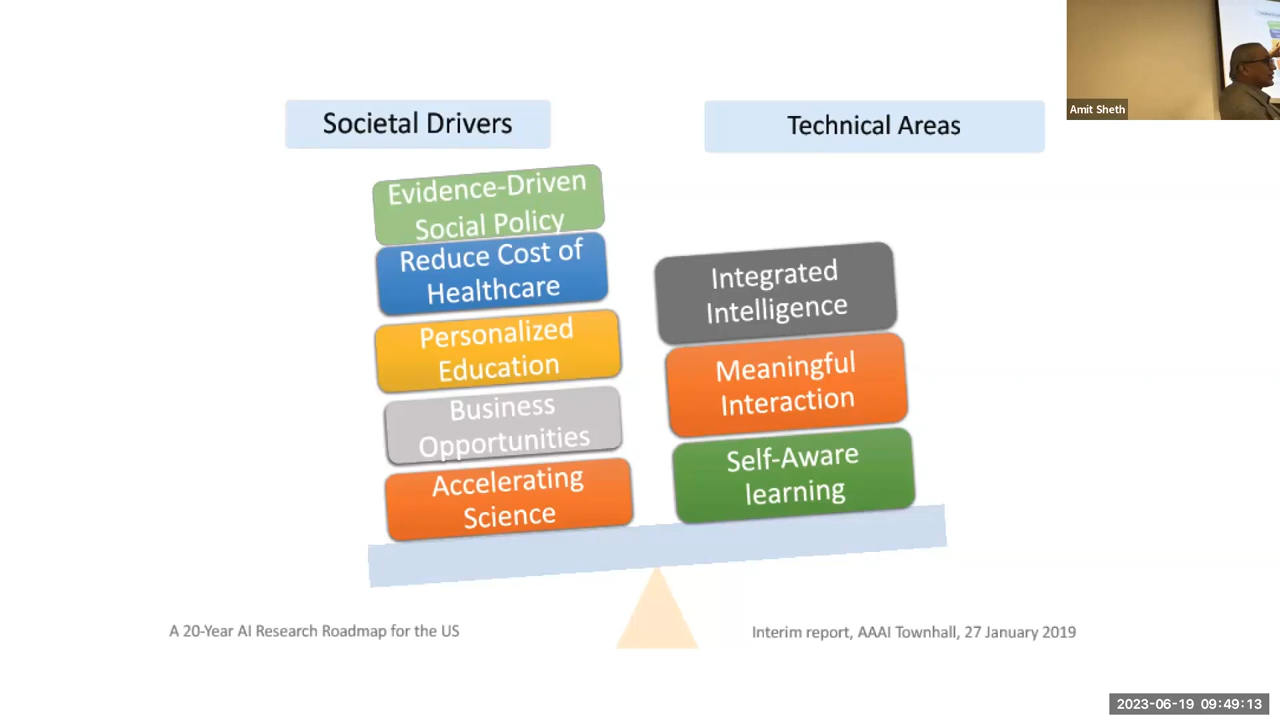 Societal Drivers
Technical Areas
Evidence-Driven
Social Policy
Reduce Cost of
Healthcare
Personalized
Education
Business
Opportunities
Accelerating
Science
Integrated
Intelligence
Meaningful
Interaction
Self-Aware
learning
A 20-Year AI Research Roadmap for the US
Interim report, AAAI Townhall, 27 January 2019
Amit Sheth
2023-06-19 09:49:13